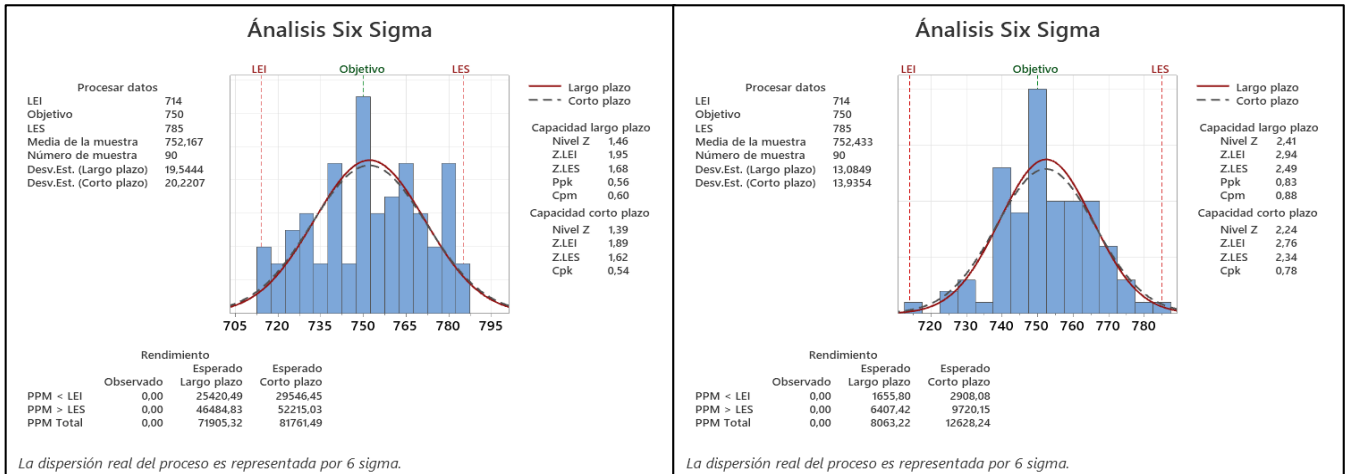 Ánalisis Six Sigma
LEI Objetivo LES
Procesar datos
LEI 714
Objetivo 750
LES 785
Media de la muestra 752,167
Número de muestra 90
Desv.Est. (Largo plazo) 19,5444
Desv.Est. (Corto plazo) 20,2207
Largo plazo
Corto plazo
Capacidad largo plazo
Nivel Z 1,46
Z.LEI 1,95
Z.LES 1,68
Ppk 0,56
Cpm 0,60
Capacidad corto plazo
Nivel Z 1,39
Z.LEI 1,89
Z.LES 1,62
Cpk 0,54
705 720 735 750 765 780 795
Rendimiento
Esperado Esperado
Observado Largo plazo Corto plazo
PPM < LEI 0,00 25420,49 29546,45
PPM > LES 0,00 46484,83 52215,03
PPM Total 0,00 71905,32 81761,49
La dispersión real del proceso es representada por 6 sigma.
Ánalisis Six Sigma
LEI Objetivo LES
Procesar datos
LEI 714
Objetivo 750
LES 785
Media de la muestra 752,433
Número de muestra 90
Desv.Est. (Largo plazo) 13,0849
Desv.Est. (Corto plazo) 13,9354
Largo plazo
Corto plazo
Capacidad largo plazo
Nivel Z 2,41
Z.LEI 2,94
Z.LES 2,49
Ppk 0,83
Cpm 0,88
Capacidad corto plazo
Nivel Z 2,24
Z.LEI 2,76
Z.LES 2,34
Cpk 0,78
720 730 740 750 760 770 780
Rendimiento
Esperado Esperado
Observado Largo plazo Corto plazo
PPM < LEI 0,00 1655,80 2908,08
PPM > LES 0,00 6407,42 9720,15
PPM Total 0,00 8063,22 12628,24
La dispersión real del proceso es representada por 6 sigma.